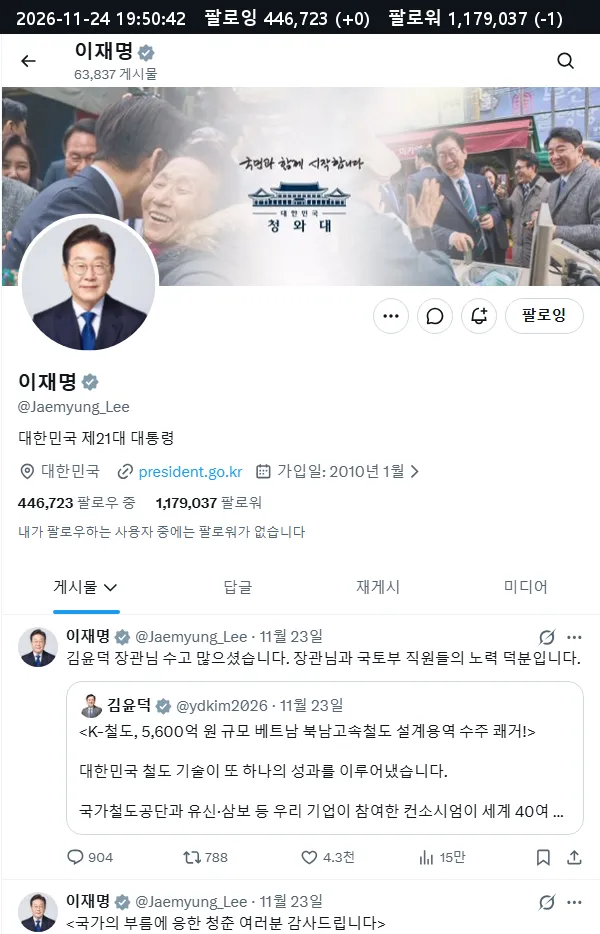 2026-11-24 19:50:42 팔로잉 446,723 (+0) 팔로워 1,179,037 (-1)
이재명
63,837 게시물
국민과 함께 시작합니다
대한민국
청와대
팔로잉
이재명
@Jaemyung_Lee
대한민국 제21대 대통령
대한민국 president.go.kr 가입일: 2010년 1월
446,723 팔로우 중 1,179,037 팔로워
내가 팔로우하는 사용자 중에는 팔로워가 없습니다
게시물 답글 재게시 미디어
이재명 @Jaemyung_Lee · 11월 23일
김윤덕 장관님 수고 많으셨습니다. 장관님과 국토부 직원들의 노력 덕분입니다.
김윤덕 @ydkim2026 · 11월 23일
<K-철도, 5,600억 원 규모 베트남 북남고속철도 설계용역 수주 쾌거!>
대한민국 철도 기술이 또 하나의 성과를 이루어냈습니다.
국가철도공단과 유신·삼보 등 우리 기업이 참여한 컨소시엄이 세계 40여 ...
904 788 4.3천 15만
이재명 @Jaemyung_Lee · 11월 23일
<국가의 부름에 응한 청춘 여러분 감사드립니다>